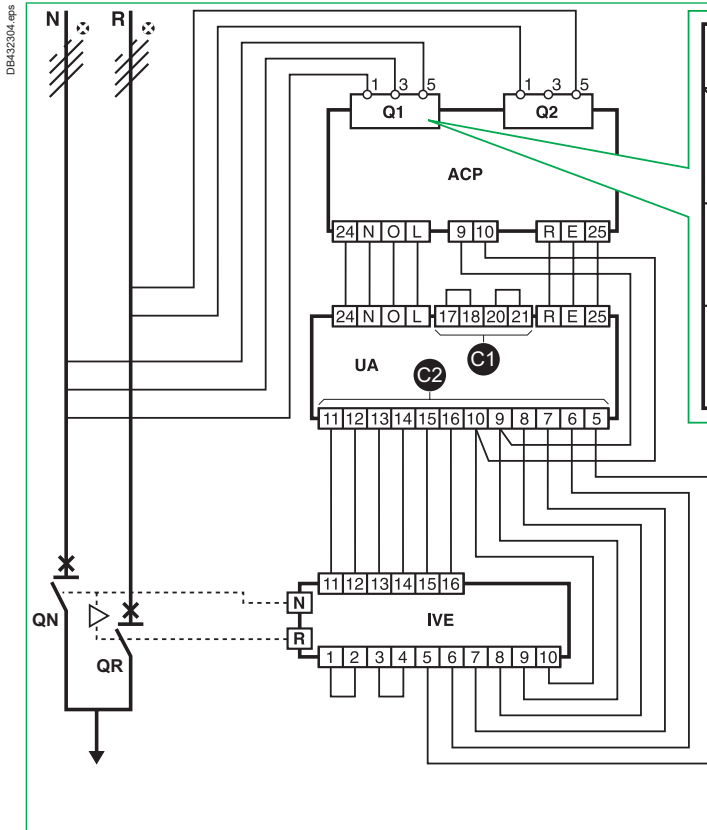 DB432304.eps
N R
1 3 5 1 3 5
Q1 Q2
ACP
24 N O L 9 10 R E 25
24 N O L 17 18 20 21 R E 25
UA C2 C1
11 12 13 14 15 16 10 9 8 7 6 5
11 12 13 14 15 16
N
QN IVE
R
QR
1 2 3 4 5 6 7 8 9 10